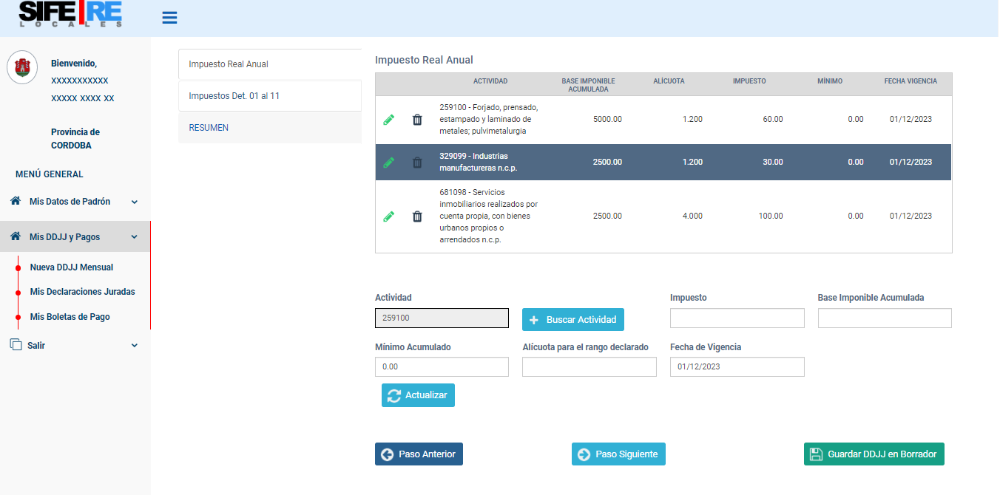 SIFERE
LOCALES
Bienvenido,
XXXXXXXXXXX
XXXXX XXXX XX
Provincia de
CORDOBA
MENÚ GENERAL
Mis Datos de Padrón
Mis DDJJ y Pagos
Nueva DDJJ Mensual
Mis Declaraciones Juradas
Mis Boletas de Pago
Salir
Impuesto Real Anual
Impuestos Det. 01 al 11
RESUMEN
Impuesto Real Anual
ACTIVIDAD BASE IMPONIBLE ALÍCUOTA IMPUESTO MÍNIMO FECHA VIGENCIA
ACUMULADA
259100 - Forjado, prensado,
estampado y laminado de 5000.00 1.200 60.00 0.00 01/12/2023
metales; pulvimetalurgia
329099 - Industrias 2500.00 1.200 30.00 0.00 01/12/2023
manufactureras n.c.p.
681098 - Servicios
inmobiliarios realizados por
cuenta propia, con bienes 2500.00 4.000 100.00 0.00 01/12/2023
urbanos propios o
arrendados n.c.p.
Actividad Impuesto Base Imponible Acumulada
259100 Buscar Actividad
Mínimo Acumulado Alícuota para el rango declarado Fecha de Vigencia
0.00 01/12/2023
Actualizar
Paso Anterior Paso Siguiente Guardar DDJJ en Borrador